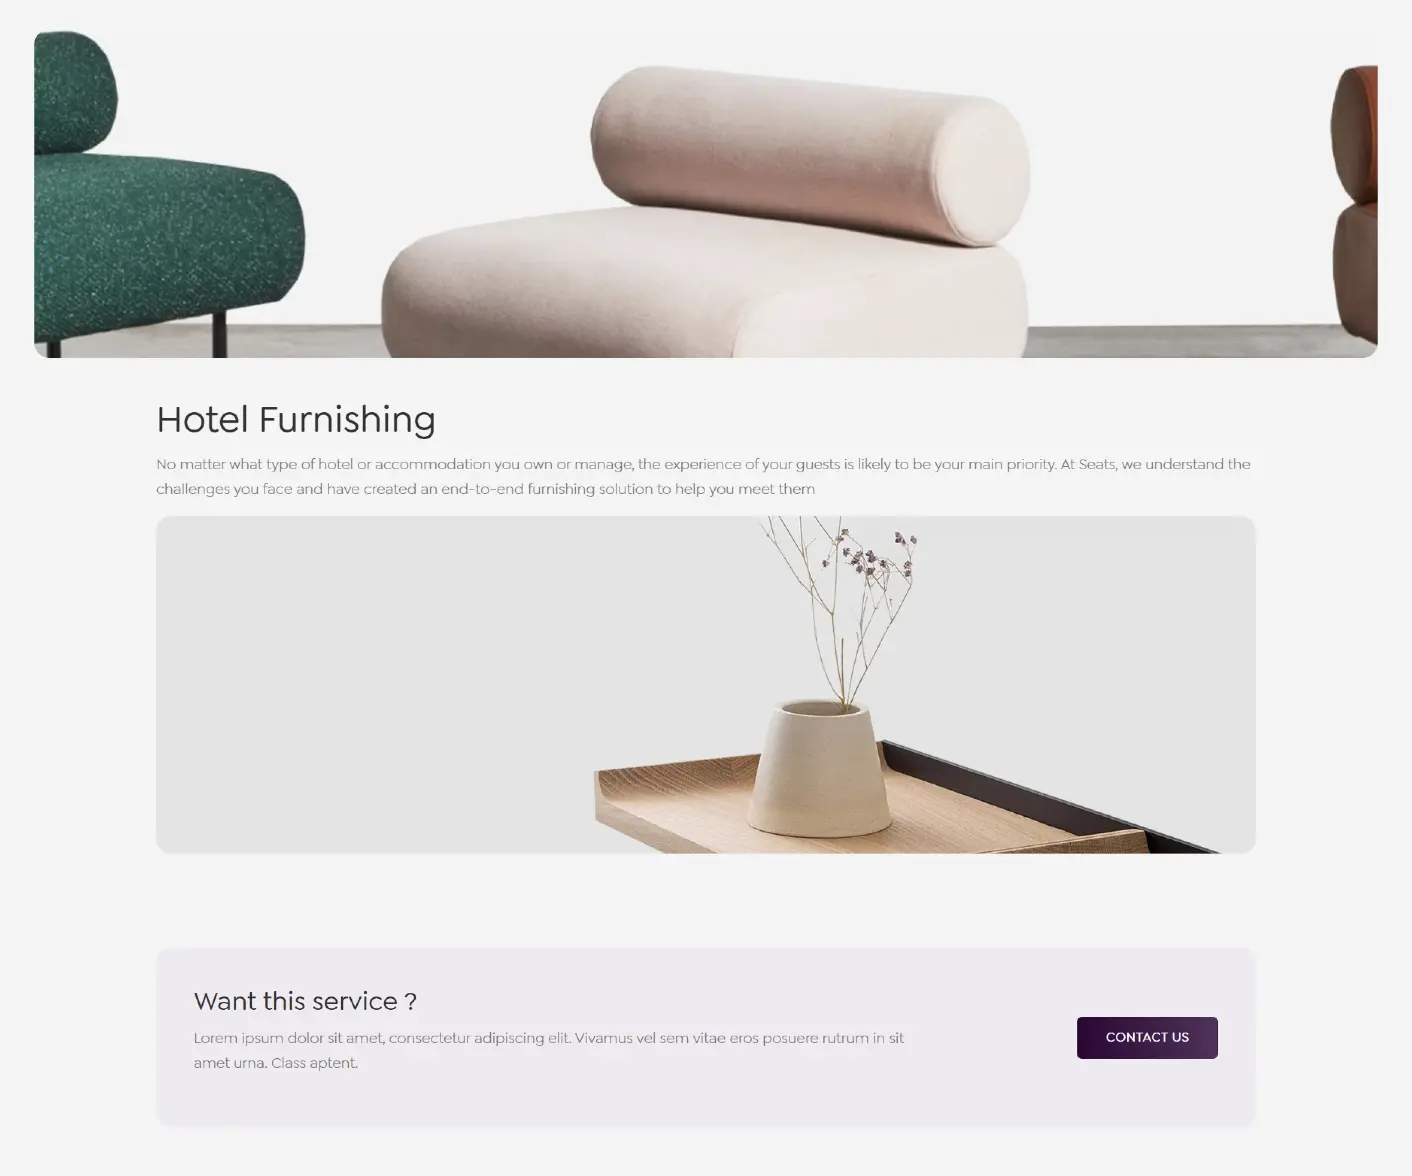 Hotel Furnishing
No matter what type of hotel or accommodation you own or manage, the experience of your guests is likely to be your main priority. At Seats, we understand the
challenges you face and have created an end-to-end furnishing solution to help you meet them
Want this service ?
Lorem ipsum dolor sit amet, consectetur adipiscing elit. Vivamus vel sem vitae eros posuere rutrum in sit
amet urna. Class aptent.
CONTACT US